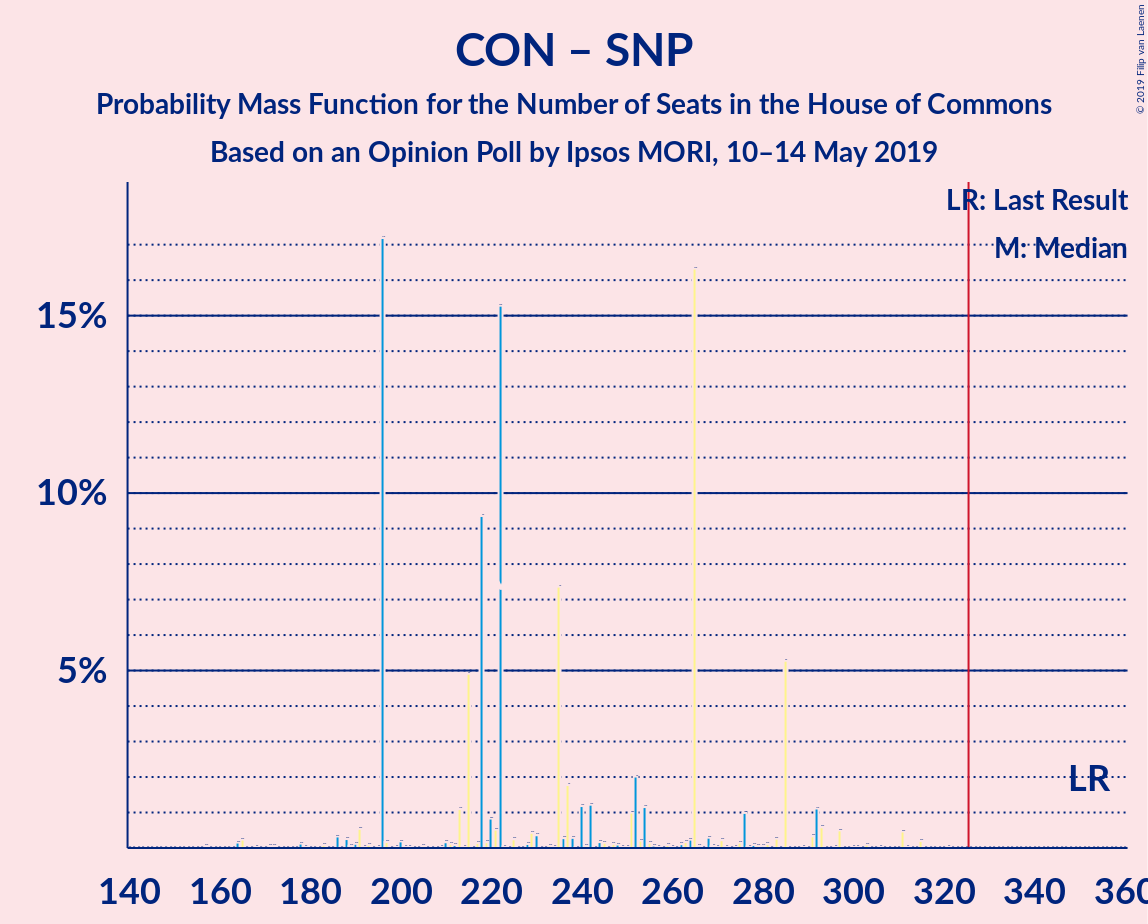 CON – SNP
Probability Mass Function for the Number of Seats in the House of Commons
Based on an Opinion Poll by Ipsos MORI, 10–14 May 2019
© 2019 Filip van Laenen
LR: Last Result
M: Median
15%
10%
5%
LR
140 160 180 200 220 240 260 280 300 320 340 360